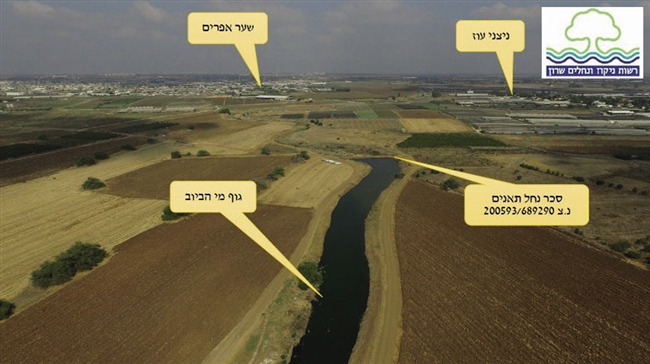 שער אפרים
ניצני עוז
רשות ניקוז ונחלים שרון
סכר נחל תאנים
נ.צ 200593/689290
גוף מי הביוב